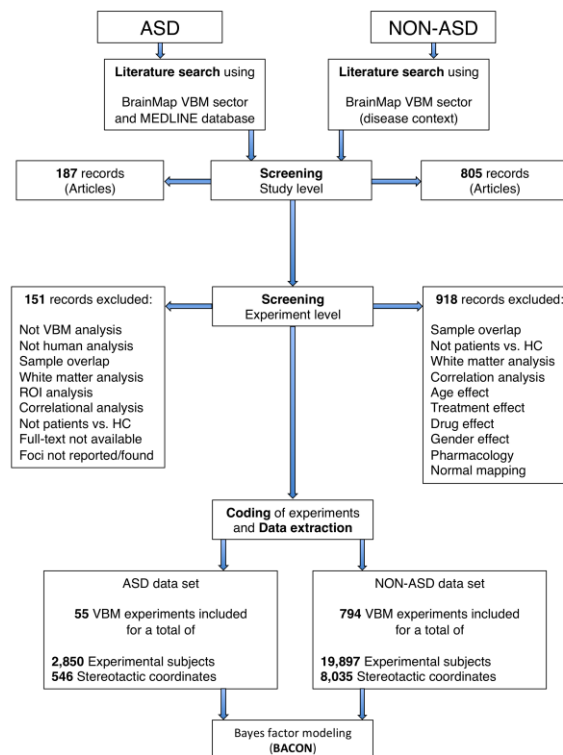 ASD
NON-ASD
Literature search using
BrainMap VBM sector
and MEDLINE database
Literature search using
BrainMap VBM sector
(disease context)
187 records
(Articles)
Screening
Study level
805 records
(Articles)
151 records excluded:
Not VBM analysis
Not human analysis
Sample overlap
White matter analysis
ROI analysis
Correlational analysis
Not patients vs. HC
Full-text not available
Foci not reported/found
Screening
Experiment level
918 records excluded:
Sample overlap
Not patients vs. HC
White matter analysis
Correlation analysis
Age effect
Treatment effect
Drug effect
Gender effect
Pharmacology
Normal mapping
Coding of experiments
and Data extraction
ASD data set
55 VBM experiments included
for a total of
2,850 Experimental subjects
546 Stereotactic coordinates
NON-ASD data set
794 VBM experiments included
for a total of
19,897 Experimental subjects
8,035 Stereotactic coordinates
Bayes factor modeling
(BACON)